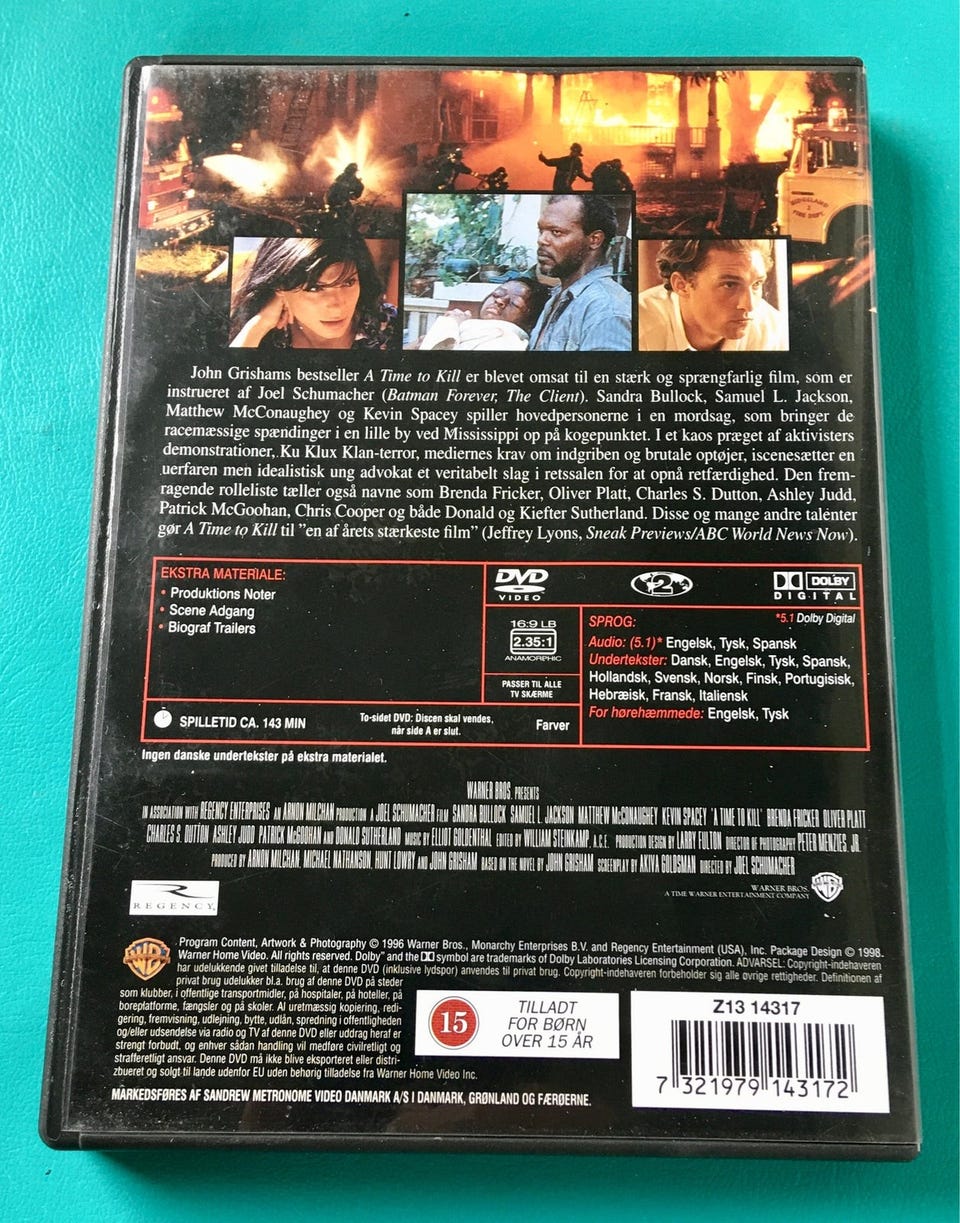 RIDGELAND
2
FIRE DEPT.
John Grishams bestseller A Time to Kill er blevet omsat til en stærk og sprængfarlig film, som er
instrueret af Joel Schumacher (Batman Forever, The Client). Sandra Bullock, Samuel L. Jackson,
Matthew McConaughey og Kevin Spacey spiller hovedpersonerne i en mordsag, som bringer de
racemæssige spændinger i en lille by ved Mississippi op på kogepunktet. I et kaos præget af aktivisters
demonstrationer, Ku Klux Klan-terror, mediernes krav om indgriben og brutale optøjer, iscenesætter en
uerfaren men idealistisk ung advokat et veritabelt slag i retssalen for at opnå retfærdighed. Den frem-
ragende rolleliste tæller også navne som Brenda Fricker, Oliver Platt, Charles S. Dutton, Ashley Judd,
Patrick McGoohan, Chris Cooper og både Donald og Kiefter Sutherland. Disse og mange andre talenter
gør A Time to Kill til ”en af årets stærkeste film” (Jeffrey Lyons, Sneak Previews/ABC World News Now).
EKSTRA MATERIALE:
• Produktions Noter
• Scene Adgang
• Biograf Trailers
DVD
VIDEO
2
DOLBY
DIGITAL
16:9 LB
2.35:1
ANAMORPHIC
PASSER TIL ALLE
TV SKÆRME
*5.1 Dolby Digital
SPROG:
Audio: (5.1)* Engelsk, Tysk, Spansk
Undertekster: Dansk, Engelsk, Tysk, Spansk,
Hollandsk, Svensk, Norsk, Finsk, Portugisisk,
Hebræisk, Fransk, Italiensk
For hørehæmmede: Engelsk, Tysk
SPILLETID CA. 143 MIN
To-sidet DVD: Discen skal vendes,
når side A er slut.
Farver
Ingen danske undertekster på ekstra materialet.
WARNER BROS. PRESENTS
IN ASSOCIATION WITH REGENCY ENTERPRISES AN ARNON MILCHAN PRODUCTION A JOEL SCHUMACHER FILM SANDRA BULLOCK SAMUEL L. JACKSON MATTHEW McCONAUGHEY KEVIN SPACEY 'A TIME TO KILL' BRENDA FRICKER OLIVER PLATT
CHARLES S. DUTTON ASHLEY JUDD PATRICK McGOOHAN AND DONALD SUTHERLAND MUSIC BY ELLIOT GOLDENTHAL EDITED BY WILLIAM STEINKAMP, A.C.E. PRODUCTION DESIGN BY LARRY FULTON DIRECTOR OF PHOTOGRAPHY PETER MENZIES, JR.
PRODUCED BY ARNON MILCHAN, MICHAEL NATHANSON, HUNT LOWRY AND JOHN GRISHAM BASED ON THE NOVEL BY JOHN GRISHAM SCREENPLAY BY AKIVA GOLDSMAN DIRECTED BY JOEL SCHUMACHER
WARNER BROS.
A TIME WARNER ENTERTAINMENT COMPANY
R
REGENCY
Program Content, Artwork & Photography © 1996 Warner Bros., Monarchy Enterprises B.V. and Regency Entertainment (USA), Inc. Package Design © 1998.
Warner Home Video. All rights reserved. Dolby™ and the symbol are trademarks of Dolby Laboratories Licensing Corporation. ADVARSEL: Copyright-indehaveren
har udelukkende givet tilladelse til, at denne DVD (inklusive lydspor) anvendes til privat brug. Copyright-indehaveren forbeholder sig alle øvrige rettigheder. Definitionen af
privat brug udelukker bl.a. brug af denne DVD på steder
som klubber, i offentlige transportmidler, på hospitaler, på hoteller, på
boreplatforme, fængsler og på skoler. Al uretmæssig kopiering, redi-
gering, fremvisning, udlejning, bytte, udlån, spredning i offentligheden
og/eller udsendelse via radio og TV af denne DVD eller uddrag heraf er
strengt forbudt, og enhver sådan handling vil medføre civilretligt og
strafferetligt ansvar. Denne DVD må ikke blive eksporteret eller distri-
zbueret og solgt til lande udenfor EU uden behørig tilladelse fra Warner Home Video Inc.
MARKEDSFØRES AF SANDREW METRONOME VIDEO DANMARK A/S I DANMARK, GRØNLAND OG FÆRØERNE.
15
TILLADT
FOR BØRN
OVER 15 ÅR
Z13 14317
7 321979 143172